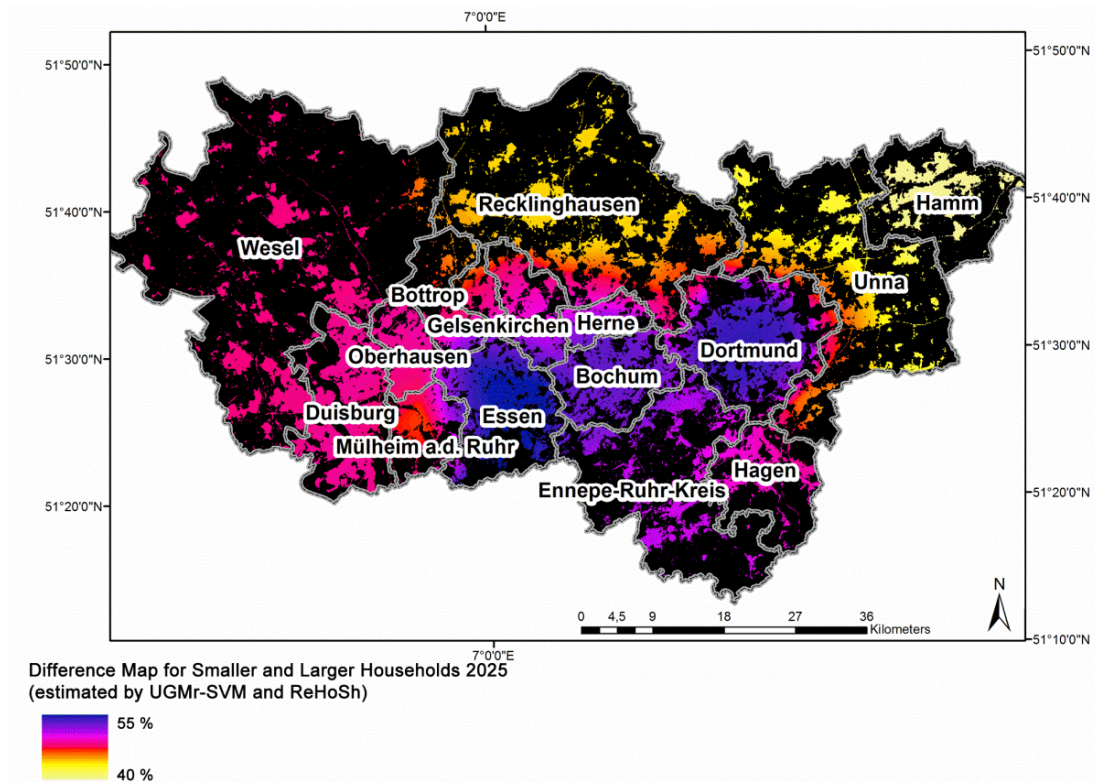 7°0'0"E
51°50'0"N
51°50'0"N
51°40'0"N
51°40'0"N
Recklinghausen
Hamm
Wesel
Unna
Bottrop
Gelsenkirchen
Herne
51°30'0"N
51°30'0"N
Oberhausen
Dortmund
Bochum
Duisburg
Essen
Mülheim a.d. Ruhr
Hagen
Ennepe-Ruhr-Kreis
51°20'0"N
51°20'0"N
N
0 4,5 9 18 27 36
Kilometers
51°10'0"N
7°0'0"E
Difference Map for Smaller and Larger Households 2025
(estimated by UGMr-SVM and ReHoSh)
55 %
40 %